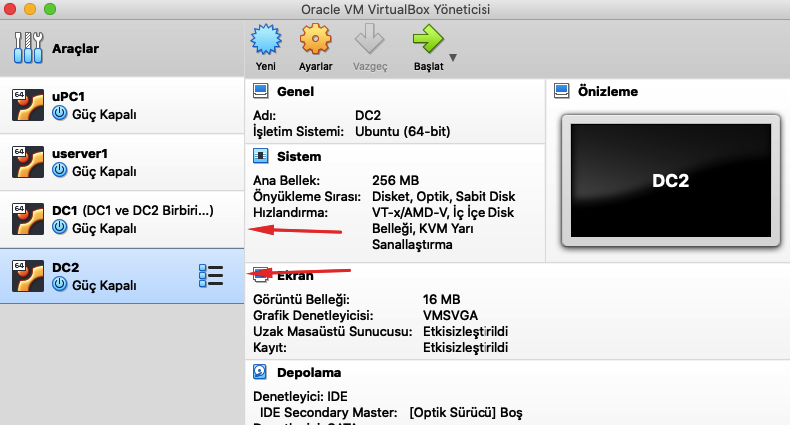 Oracle VM VirtualBox Yöneticisi
Araçlar
Yeni
Ayarlar
Vazgeç
Başlat
64
uPC1
Güç Kapalı
64
userver1
Güç Kapalı
64
DC1 (DC1 ve DC2 Birbiri...)
Güç Kapalı
64
DC2
Güç Kapalı
Genel
Adı: DC2
İşletim Sistemi: Ubuntu (64-bit)
Sistem
Ana Bellek: 256 MB
Önyükleme Sırası: Disket, Optik, Sabit Disk
Hızlandırma: VT-x/AMD-V, İç İçe Disk
Belleği, KVM Yarı
Sanallaştırma
Ekran
Görüntü Belleği: 16 MB
Grafik Denetleyicisi: VMSVGA
Uzak Masaüstü Sunucusu: Etkisizleştirildi
Kayıt: Etkisizleştirildi
Depolama
Denetleyici: IDE
IDE Secondary Master: [Optik Sürücü] Boş
Önizleme
DC2